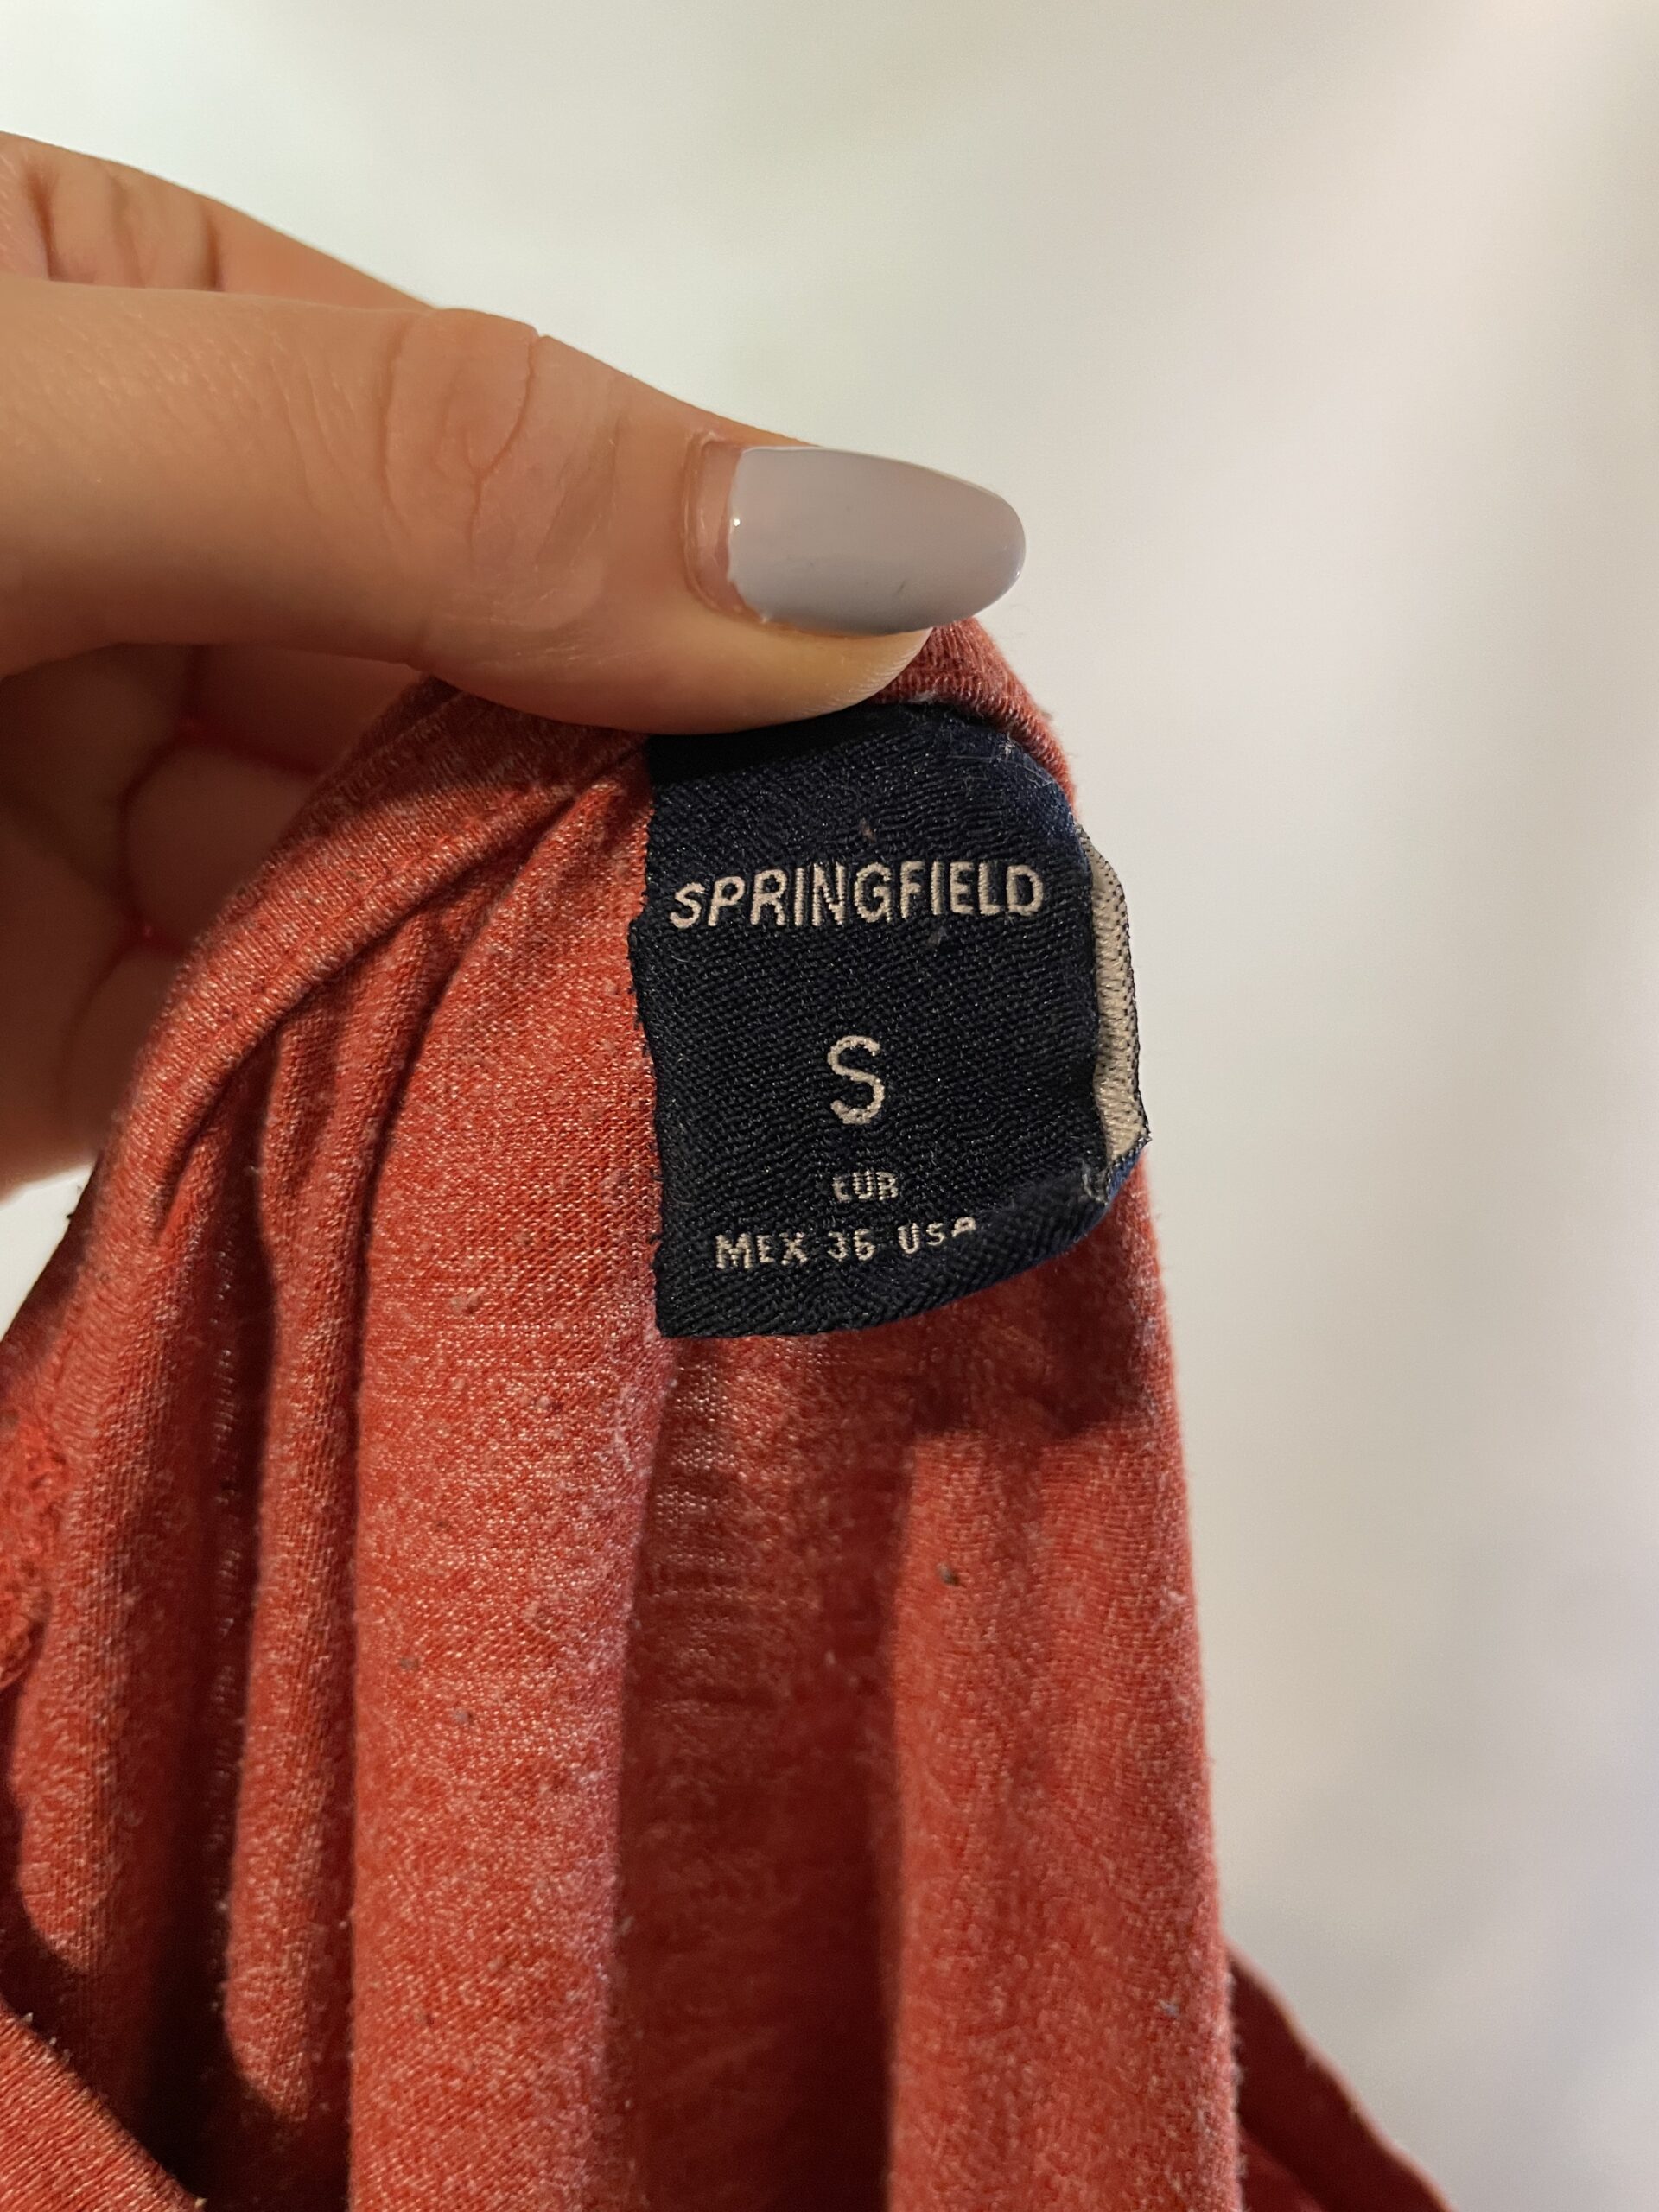 SPRINGFIELD
S
EUR
MEX 36 USA